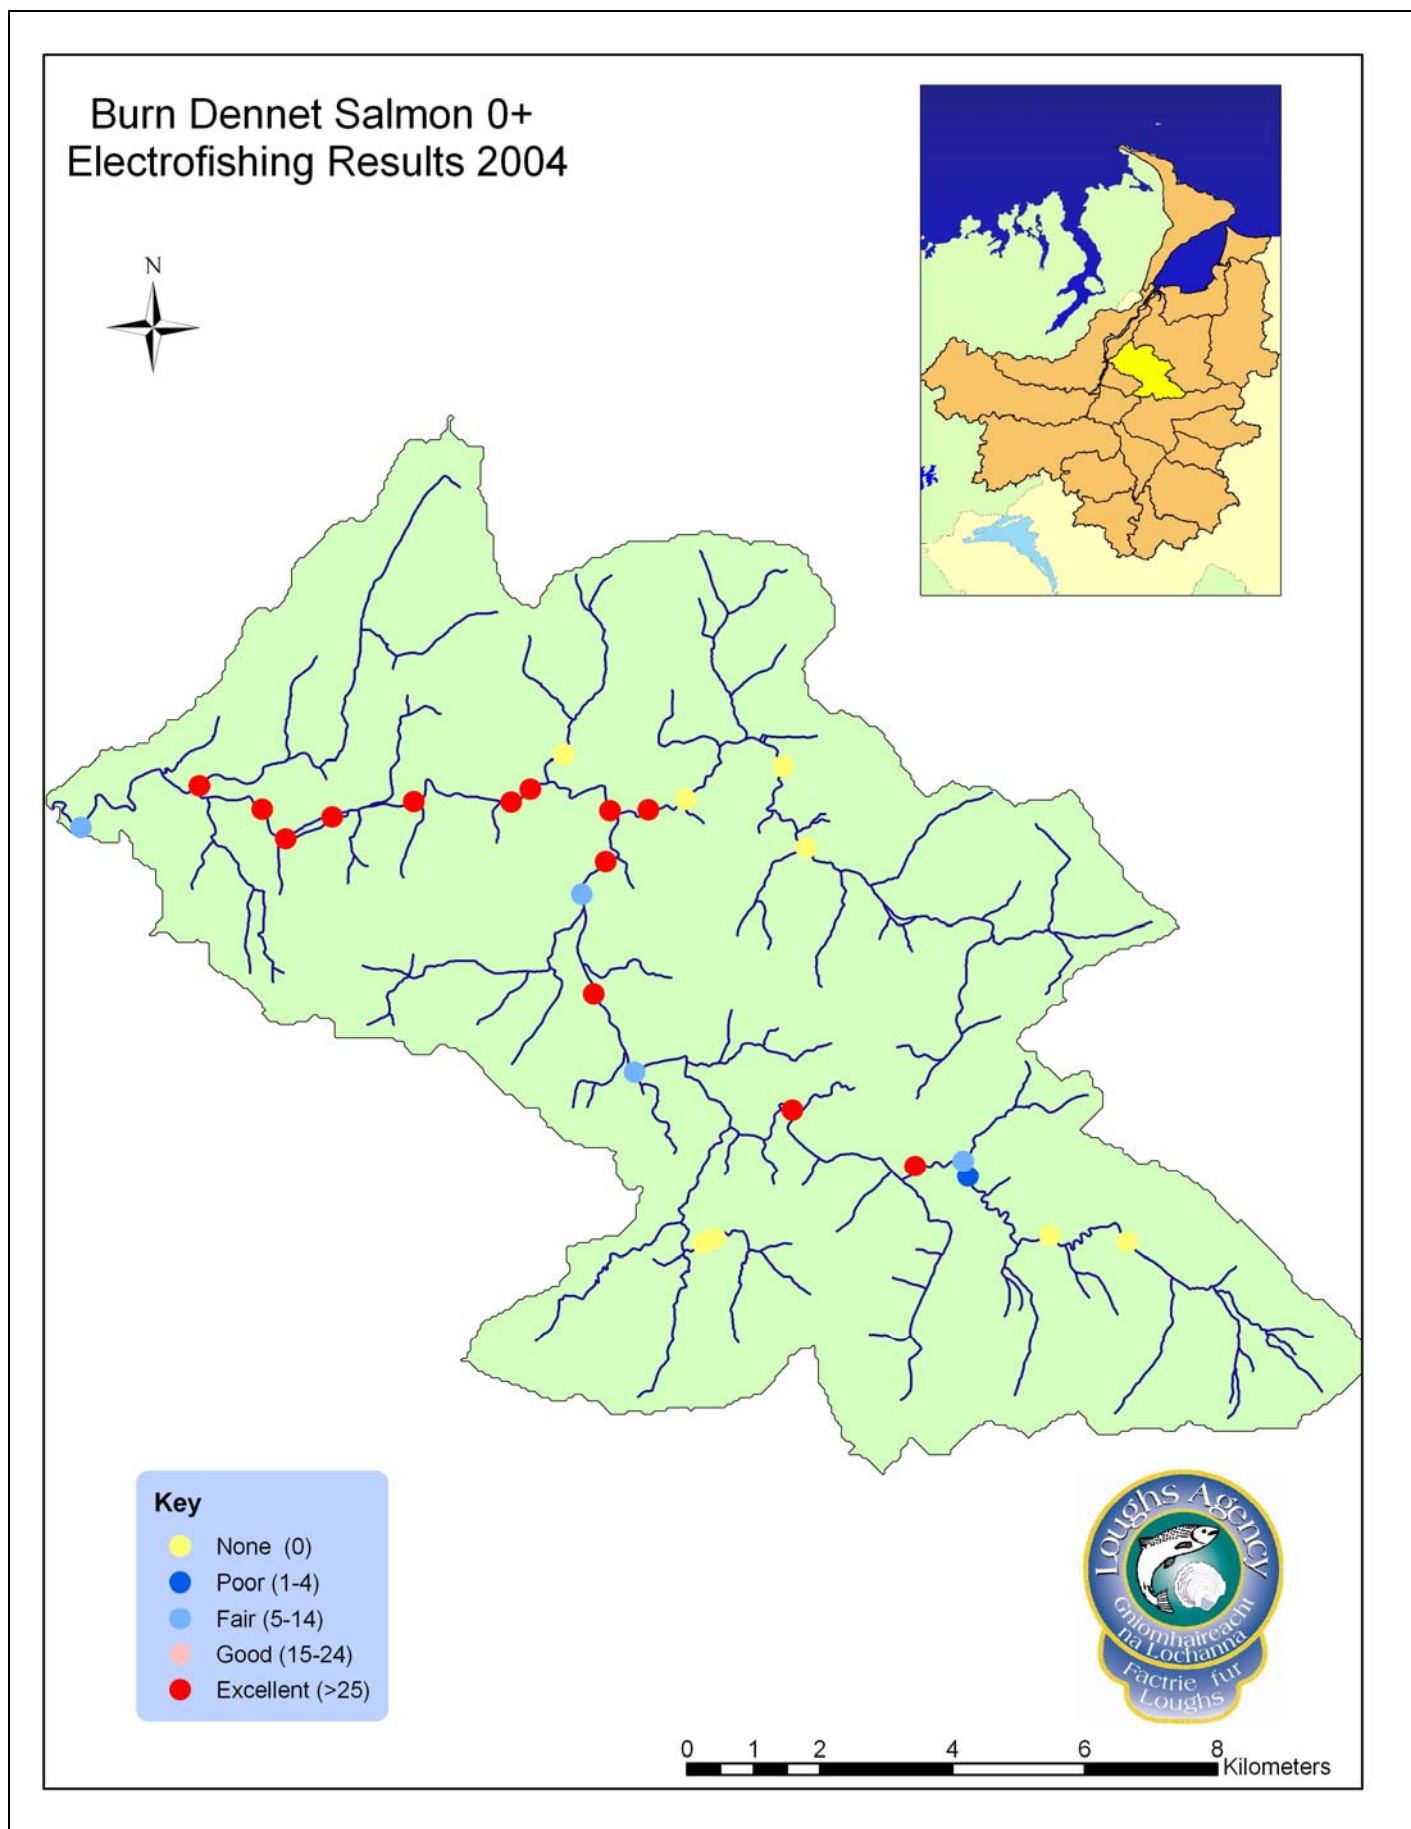 Burn Dennet Salmon 0+
Electrofishing Results 2004
N
Key
None (0)
Poor (1-4)
Fair (5-14)
Good (15-24)
Excellent (>25)
Loughs Agency
Gníomhaireacht
na Lochanna
Factrie fur
Loughs
0 1 2 4 6 8
Kilometers